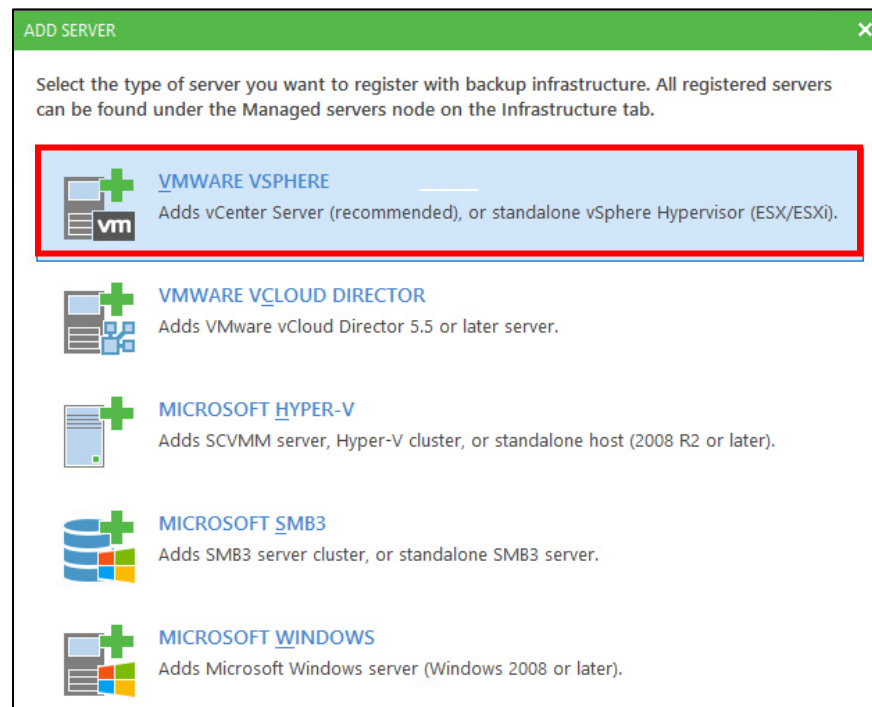 ADD SERVER
Select the type of server you want to register with backup infrastructure. All registered servers
can be found under the Managed servers node on the Infrastructure tab.
VMWARE VSPHERE
Adds vCenter Server (recommended), or standalone vSphere Hypervisor (ESX/ESXi).
vm
VMWARE VCLOUD DIRECTOR
Adds VMware vCloud Director 5.5 or later server.
MICROSOFT HYPER-V
Adds SCVMM server, Hyper-V cluster, or standalone host (2008 R2 or later).
MICROSOFT SMB3
Adds SMB3 server cluster, or standalone SMB3 server.
MICROSOFT WINDOWS
Adds Microsoft Windows server (Windows 2008 or later).